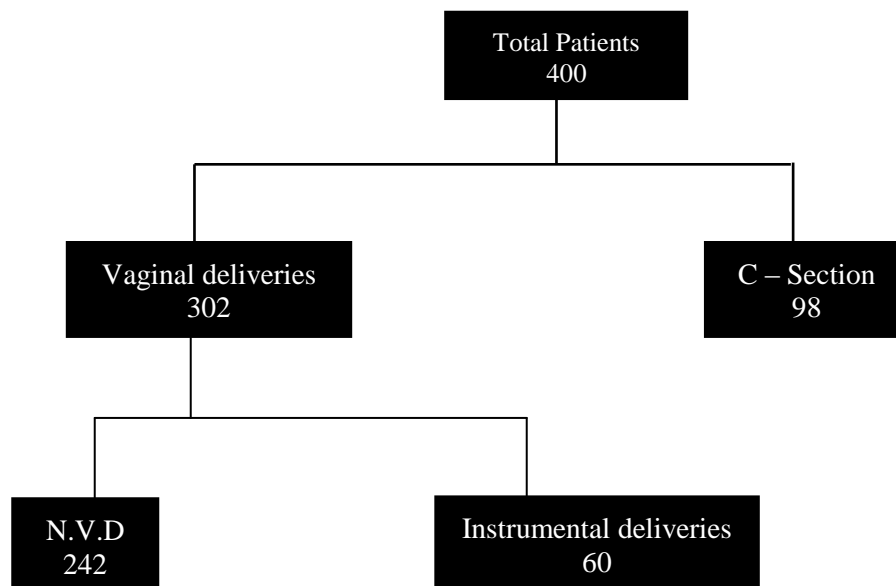 Total Patients
400
Vaginal deliveries
302
C – Section
98
N.V.D
242
Instrumental deliveries
60